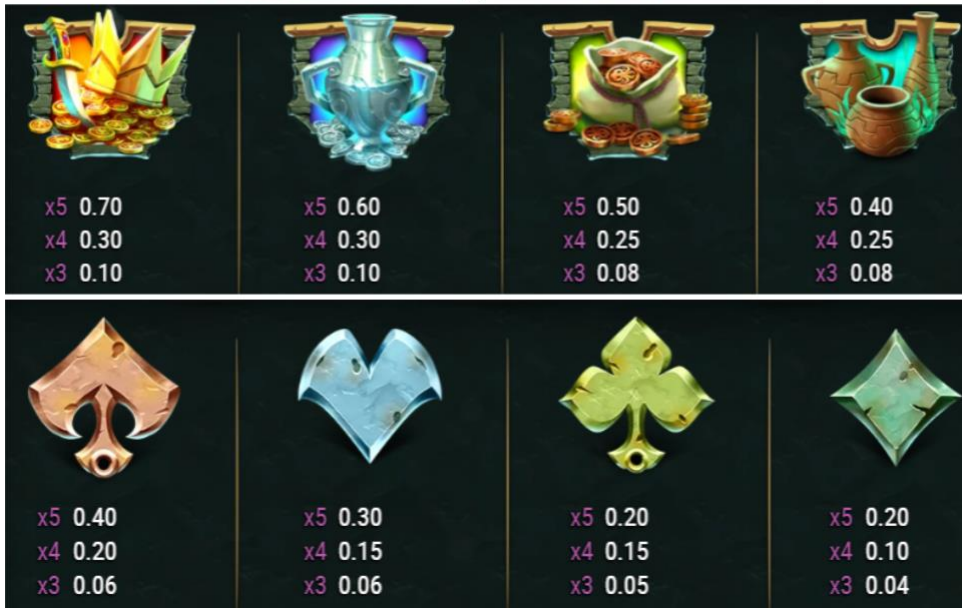 x5 0.70
x4 0.30
x3 0.10
x5 0.60
x4 0.30
x3 0.10
x5 0.50
x4 0.25
x3 0.08
x5 0.40
x4 0.25
x3 0.08
x5 0.40
x4 0.20
x3 0.06
x5 0.30
x4 0.15
x3 0.06
x5 0.20
x4 0.15
x3 0.05
x5 0.20
x4 0.10
x3 0.04